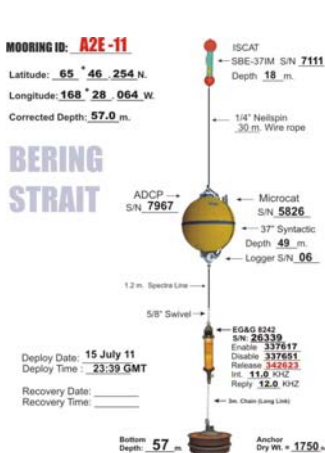 MOORING ID: A2E-11
Latitude: 65 ° 46 .254 N.
Longitude: 168 ° 28 .064 W.
Corrected Depth: 57.0 m.
BERING
STRAIT
ISCAT
SBE-37IM S/N 7111
Depth 18 m.
1/4" Neilspin
30 m. Wire rope
ADCP
S/N 7967
Microcat
S/N 5826
37" Syntactic
Depth 49 m.
Logger S/N 06
1.2 m. Spectra Line
5/8" Swivel
EG&G 8242
S/N: 26339
Enable 337617
Disable 337651
Release 342623
Int. 11.0 KHZ
Reply 12.0 KHZ
Deploy Date: 15 July 11
Deploy Time : 23:39 GMT
Recovery Date:
Recovery Time:
3m. Chain (Long Link)
Bottom
Depth: 57 m.
Anchor
Dry Wt. = 1750